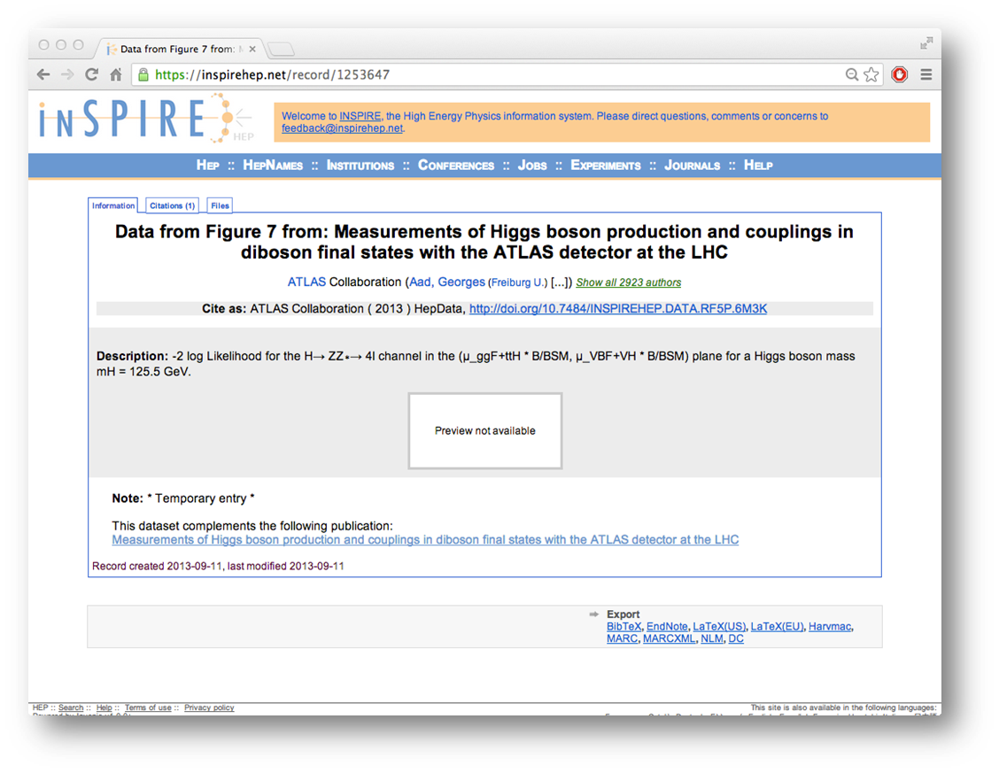 Data from Figure 7 from: M
https://inspirehep.net/record/1253647
inSPIRE HEP
Welcome to INSPIRE, the High Energy Physics information system. Please direct questions, comments or concerns to
feedback@inspirehep.net.
HEP :: HEPNAMES :: INSTITUTIONS :: CONFERENCES :: JOBS :: EXPERIMENTS :: JOURNALS :: HELP
Information Citations (1) Files
Data from Figure 7 from: Measurements of Higgs boson production and couplings in
diboson final states with the ATLAS detector at the LHC
ATLAS Collaboration (Aad, Georges (Freiburg U.) [...]) Show all 2923 authors
Cite as: ATLAS Collaboration ( 2013 ) HepData, http://doi.org/10.7484/INSPIREHEP.DATA.RF5P.6M3K
Description: -2 log Likelihood for the H→ ZZ*→ 4l channel in the (μ_ggF+ttH * B/BSM, μ_VBF+VH * B/BSM) plane for a Higgs boson mass
mH = 125.5 GeV.
Preview not available
Note: * Temporary entry *
This dataset complements the following publication:
Measurements of Higgs boson production and couplings in diboson final states with the ATLAS detector at the LHC
Record created 2013-09-11, last modified 2013-09-11
Export
BibTeX, EndNote, LaTeX(US), LaTeX(EU), Harvmac,
MARC, MARCXML, NLM, DC
HEP :: Search :: Help :: Terms of use :: Privacy policy
This site is also available in the following languages: